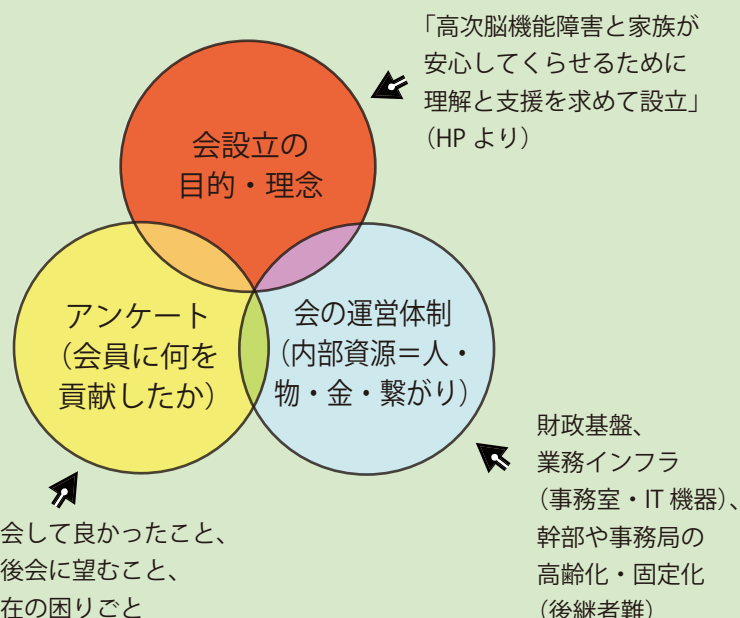 「高次脳機能障害と家族が
安心してくらせるために
理解と支援を求めて設立」
（HP より）
会設立の
目的・理念
アンケート
（会員に何を
貢献したか）
会の運営体制
（内部資源＝人・
物・金・繋がり）
財政基盤、
業務インフラ
（事務室・IT 機器）、
幹部や事務局の
高齢化・固定化
（後継者難）
会して良かったこと、
後会に望むこと、
在の困りごと